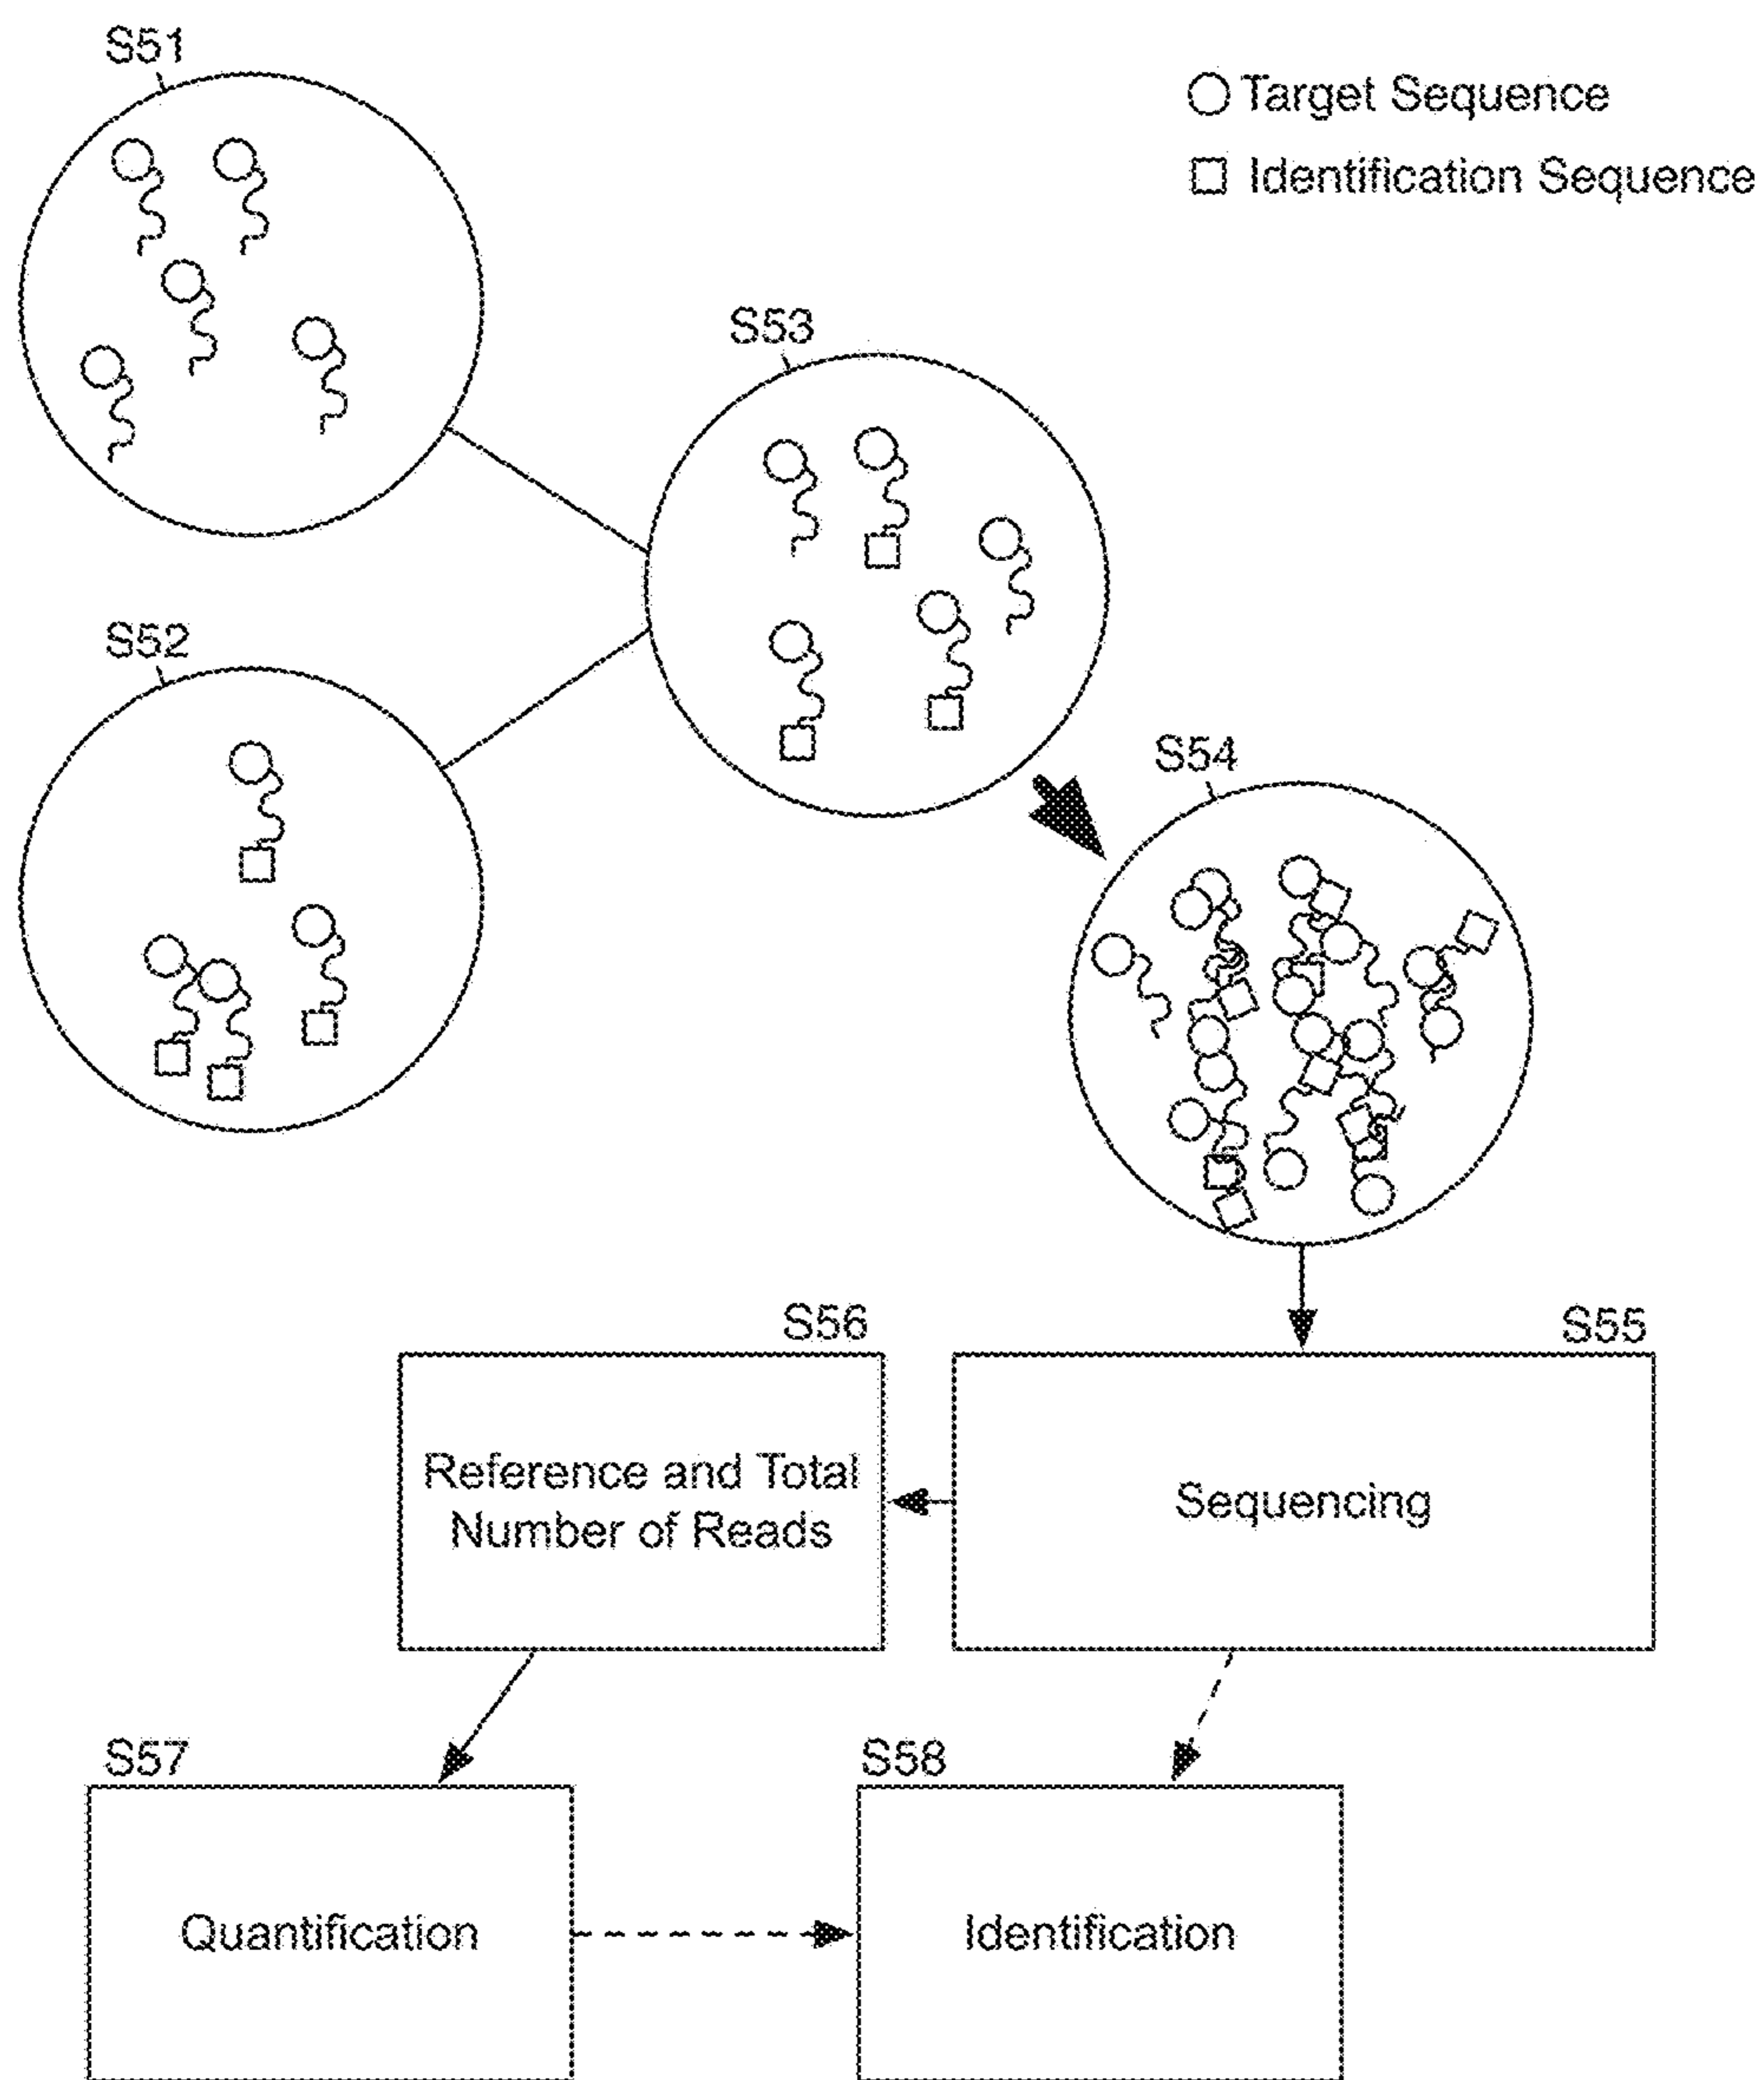 S51
Target Sequence
Identification Sequence
S53
S52
S54
S56
S55
Reference and Total
Number of Reads
Sequencing
S57
S58
Quantification
Identification